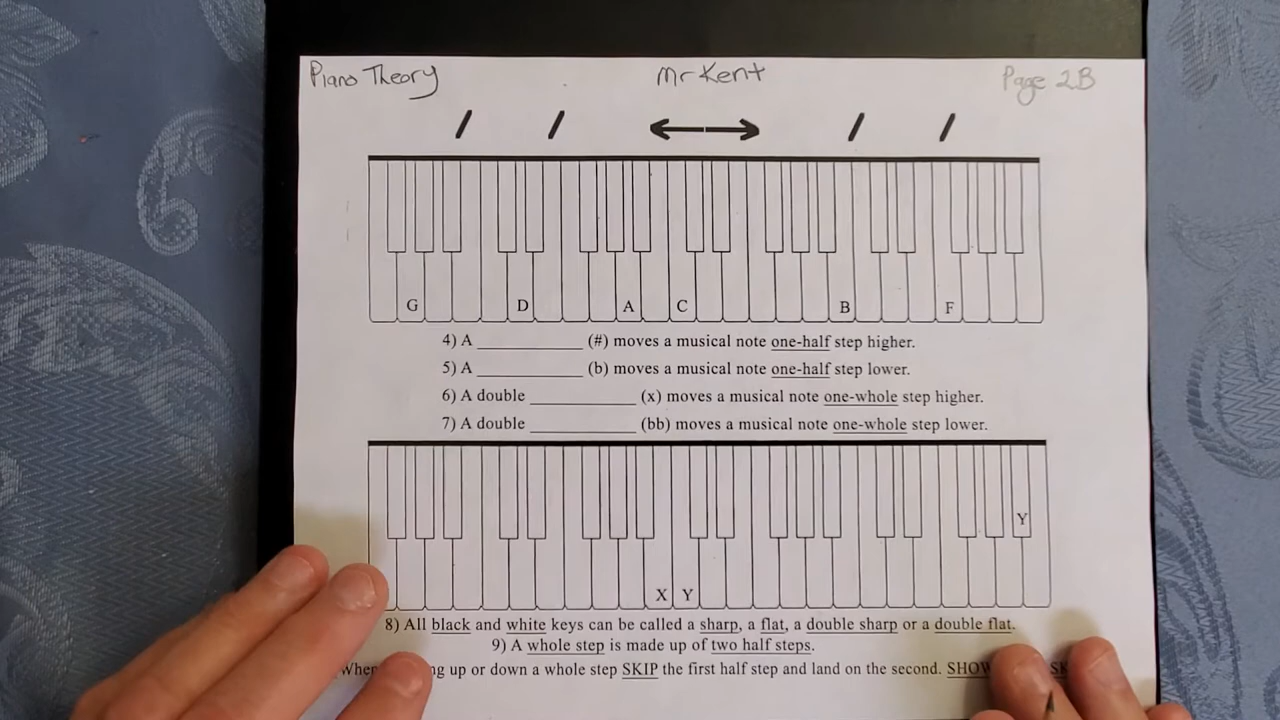 Piano Theory Mr Kent Page 2B
G D A C B F
4) A __________ (#) moves a musical note one-half step higher.
5) A __________ (b) moves a musical note one-half step lower.
6) A double __________ (x) moves a musical note one-whole step higher.
7) A double __________ (bb) moves a musical note one-whole step lower.
Y
X Y
8) All black and white keys can be called a sharp, a flat, a double sharp or a double flat.
9) A whole step is made up of two half steps.
up or down a whole step SKIP the first half step and land on the second.